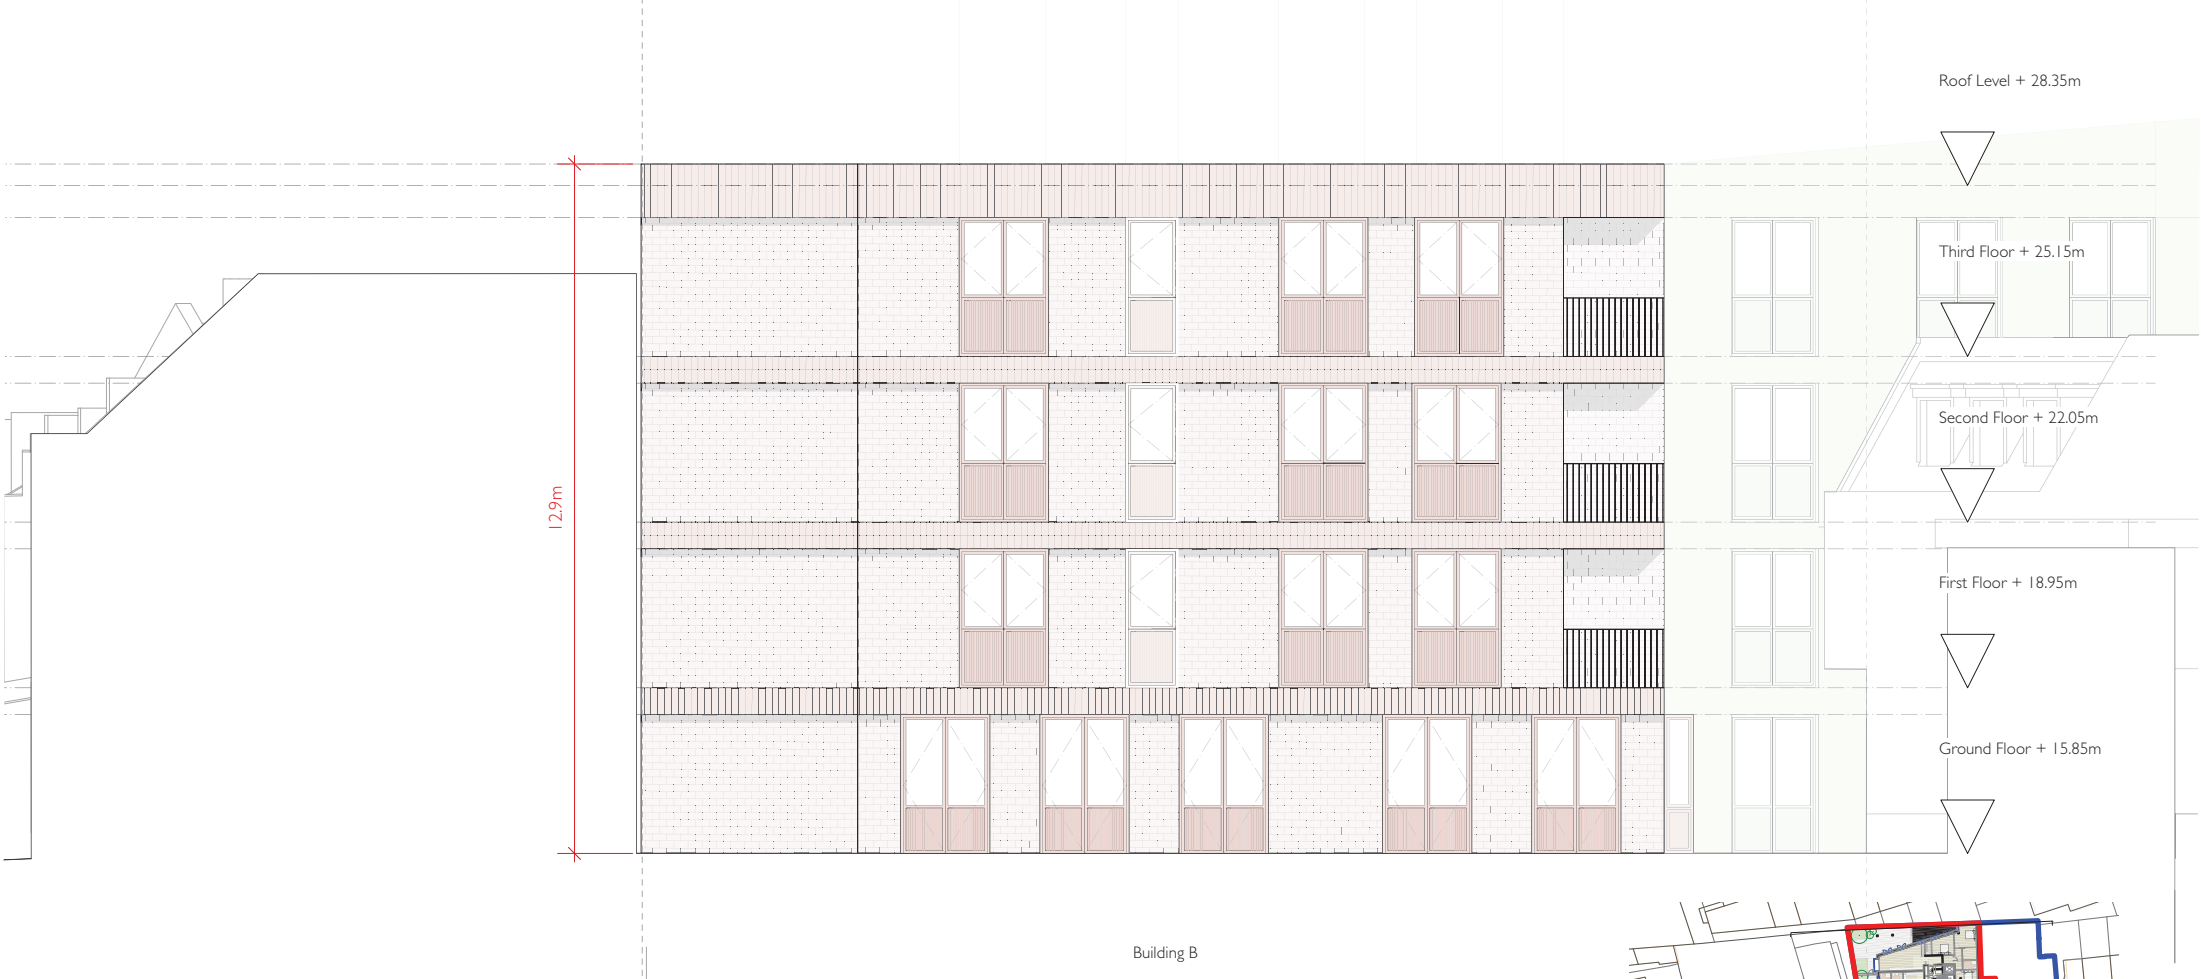 Roof Level + 28.35m
Third Floor + 25.15m
Second Floor + 22.05m
12.9m
First Floor + 18.95m
Ground Floor + 15.85m
Building B